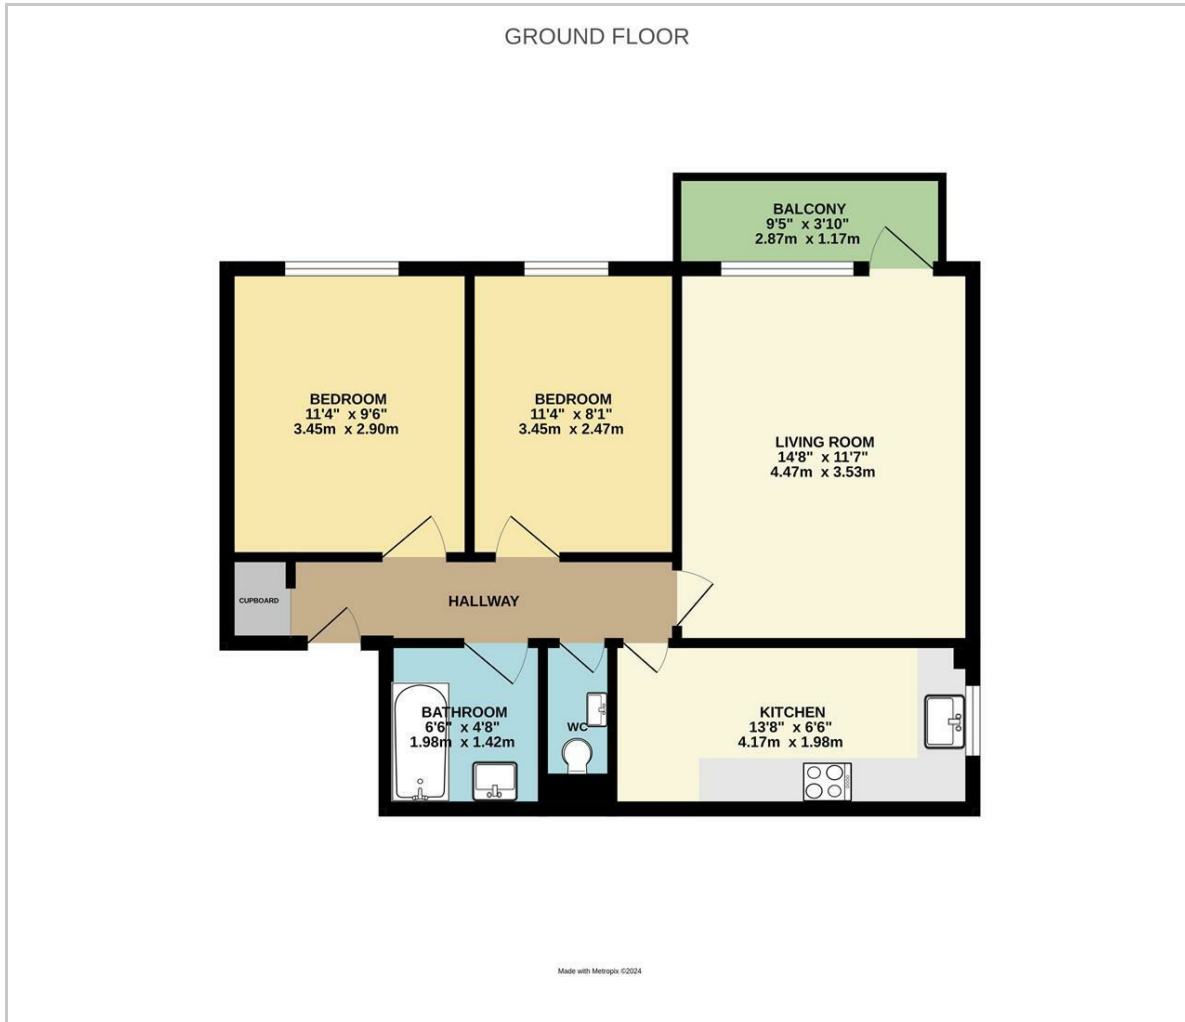 GROUND FLOOR
BALCONY
9'5" x 3'10"
2.87m x 1.17m
BEDROOM
11'4" x 9'6"
3.45m x 2.90m
BEDROOM
11'4" x 8'1"
3.45m x 2.47m
LIVING ROOM
14'8" x 11'7"
4.47m x 3.53m
CUPBOARD
HALLWAY
BATHROOM
6'6" x 4'8"
1.98m x 1.42m
WC
KITCHEN
13'8" x 6'6"
4.17m x 1.98m
Made with Metropix ©2024